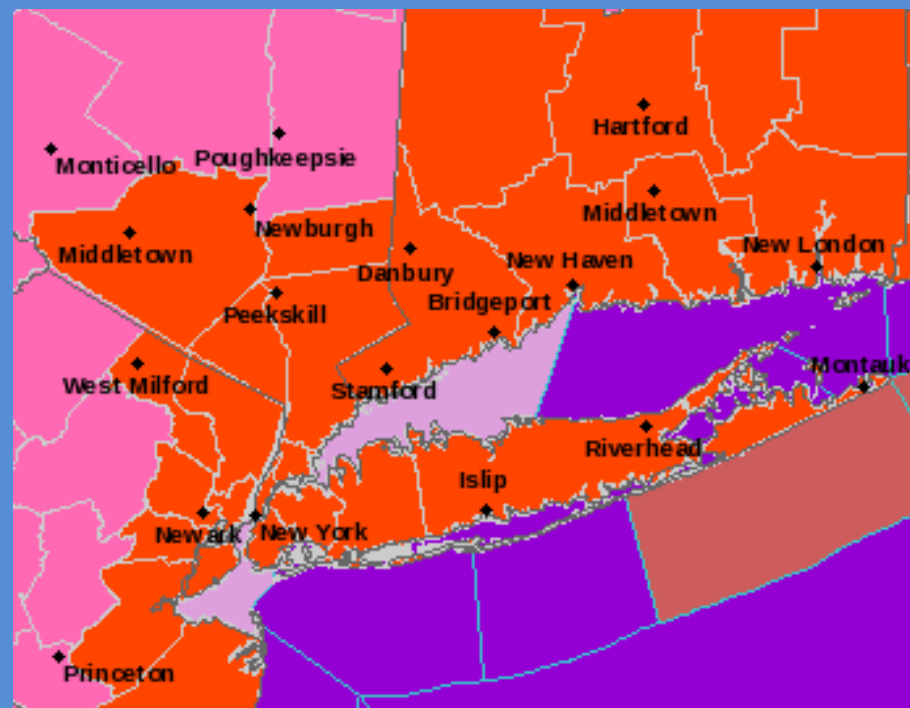 Hartford
Poughkeepsie
Monticello
Middletown
Newburgh
New London
Middletown
New Haven
Danbury
Bridgeport
Peekskill
Montauk
West Milford
Stamford
Riverhead
Islip
Newark
New York
Princeton